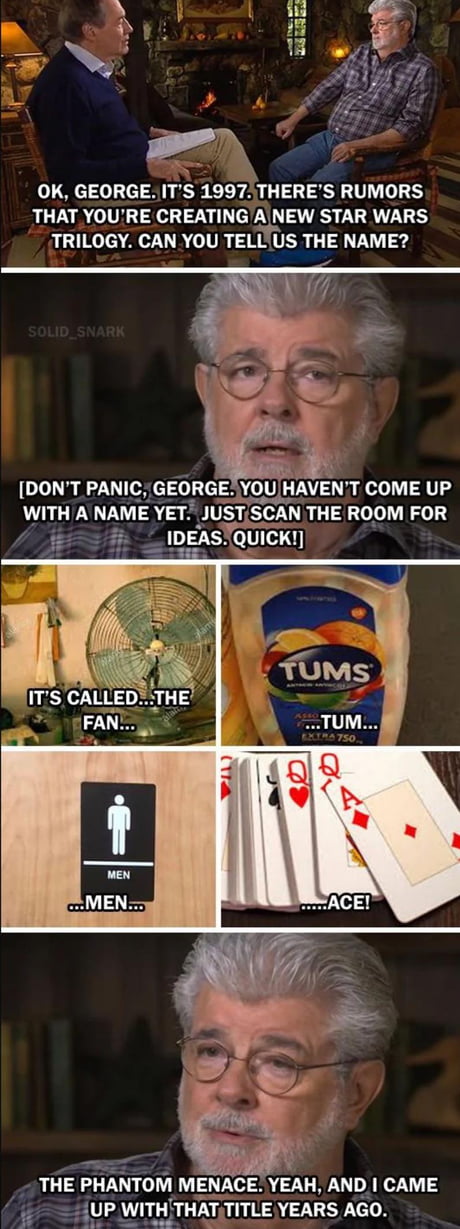 OK, GEORGE. IT'S 1997. THERE'S RUMORS
THAT YOU'RE CREATING A NEW STAR WARS
TRILOGY. CAN YOU TELL US THE NAME?
SOLID_SNARK
[DON'T PANIC, GEORGE. YOU HAVEN'T COME UP
WITH A NAME YET. JUST SCAN THE ROOM FOR
IDEAS. QUICK!]
IT'S CALLED...THE
FAN...
TUMS
...TUM...
EXTRA 750
MEN
...MEN...
Q
Q
A
.....ACE!
THE PHANTOM MENACE. YEAH, AND I CAME
UP WITH THAT TITLE YEARS AGO.